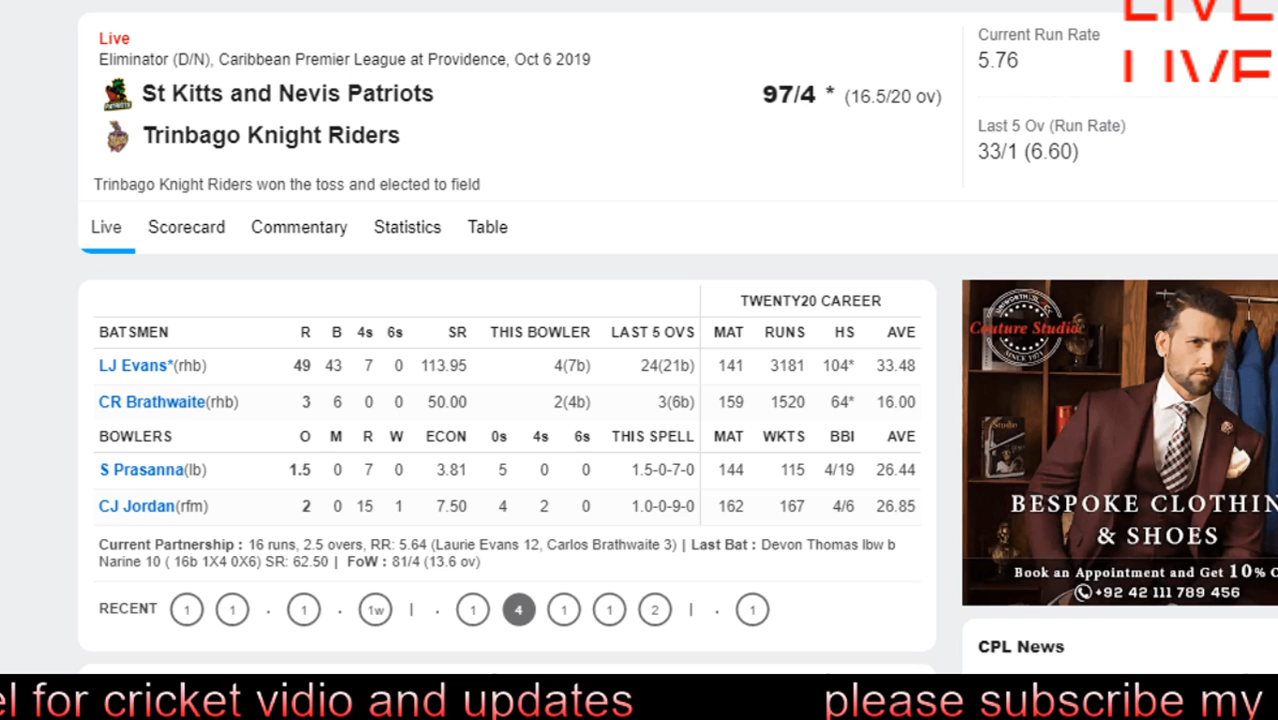 LIVE
LIVE
Live
Eliminator (D/N), Caribbean Premier League at Providence, Oct 6 2019
St Kitts and Nevis Patriots 97/4 * (16.5/20 ov)
Trinbago Knight Riders
Trinbago Knight Riders won the toss and elected to field
Current Run Rate
5.76
Last 5 Ov (Run Rate)
33/1 (6.60)
Live Scorecard Commentary Statistics Table
TWENTY20 CAREER
BATSMEN R B 4s 6s SR THIS BOWLER LAST 5 OVS MAT RUNS HS AVE
LJ Evans*(rhb) 49 43 7 0 113.95 4(7b) 24(21b) 141 3181 104* 33.48
CR Brathwaite(rhb) 3 6 0 0 50.00 2(4b) 3(6b) 159 1520 64* 16.00
BOWLERS O M R W ECON 0s 4s 6s THIS SPELL MAT WKTS BBI AVE
S Prasanna(lb) 1.5 0 7 0 3.81 5 0 0 1.5-0-7-0 144 115 4/19 26.44
CJ Jordan(rfm) 2 0 15 1 7.50 4 2 0 1.0-0-9-0 162 167 4/6 26.85
Current Partnership : 16 runs, 2.5 overs, RR: 5.64 (Laurie Evans 12, Carlos Brathwaite 3) | Last Bat : Devon Thomas lbw b
Narine 10 ( 16b 1X4 0X6) SR: 62.50 | FoW : 81/4 (13.6 ov)
RECENT 1 1 . 1 . 1w | . 1 4 1 1 2 | . 1
Couture Studio
SINCE 1971
Studio
BESPOKE CLOTHIN
& SHOES
Book an Appointment and Get 10% O
+92 42 111 789 456
CPL News
el for cricket vidio and updates please subscribe my